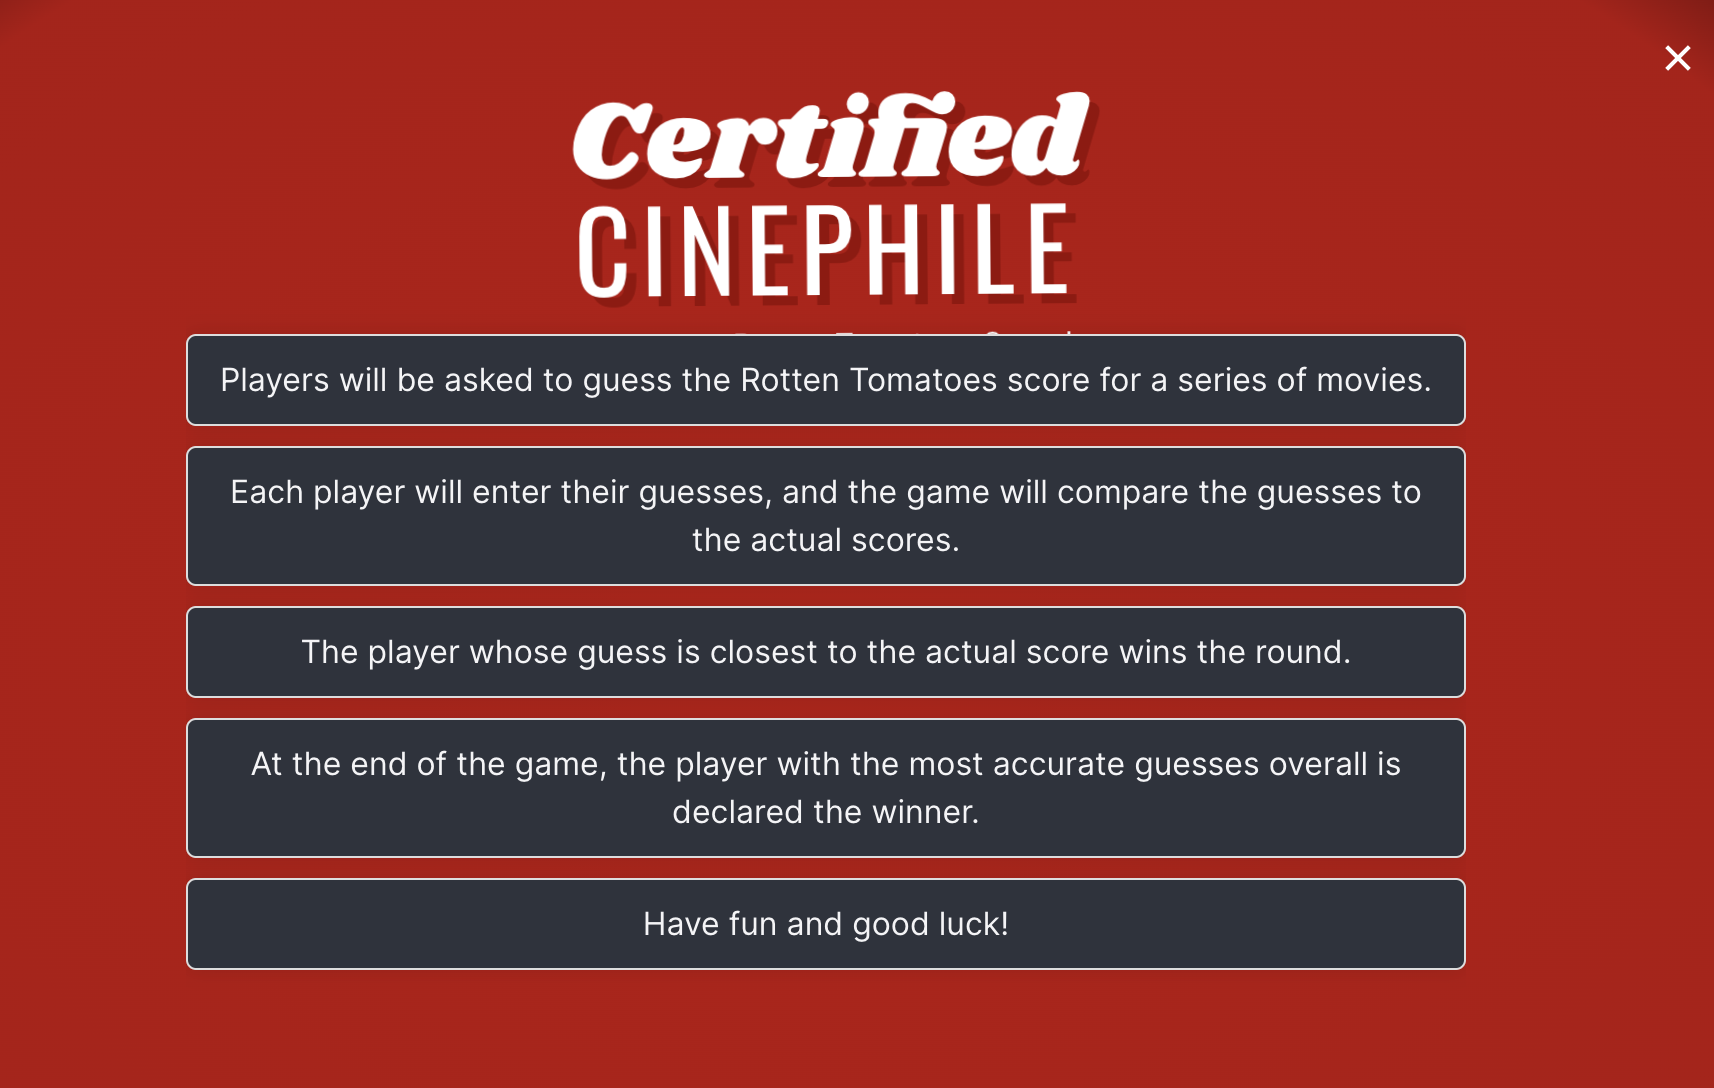 Certified
CINEPHILE
Players will be asked to guess the Rotten Tomatoes score for a series of movies.
Each player will enter their guesses, and the game will compare the guesses to
the actual scores.
The player whose guess is closest to the actual score wins the round.
At the end of the game, the player with the most accurate guesses overall is
declared the winner.
Have fun and good luck!